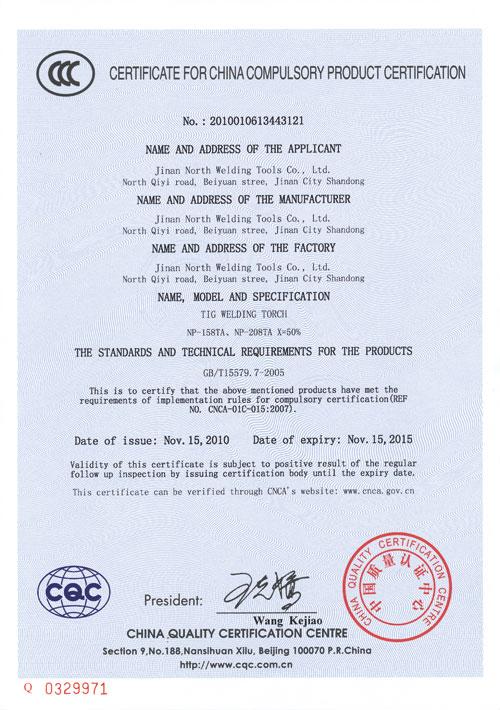 CCC
CERTIFICATE FOR CHINA COMPULSORY PRODUCT CERTIFICATION
No. : 2010010613443121
NAME AND ADDRESS OF THE APPLICANT
Jinan North Welding Tools Co., Ltd.
North Qiyi road, Beiyuan stree, Jinan City Shandong
NAME AND ADDRESS OF THE MANUFACTURER
Jinan North Welding Tools Co., Ltd.
North Qiyi road, Beiyuan stree, Jinan City Shandong
NAME AND ADDRESS OF THE FACTORY
Jinan North Welding Tools Co., Ltd.
North Qiyi road, Beiyuan stree, Jinan City Shandong
NAME, MODEL AND SPECIFICATION
TIG WELDING TORCH
NP-158TA、NP-208TA X=50%
THE STANDARDS AND TECHNICAL REQUIREMENTS FOR THE PRODUCTS
GB/T15579.7-2005
This is to certify that the above mentioned products have met the
requirements of implementation rules for compulsory certification(REF
NO. CNCA-01C-015:2007).
Date of issue: Nov. 15, 2010 Date of expiry: Nov. 15, 2015
Validity of this certificate is subject to positive result of the regular
follow up inspection by issuing certification body until the expiry date.
This certificate can be verified through CNCA's website: www.cnca.gov.cn
CQC
President: 王克娇
Wang Kejiao
CHINA QUALITY CERTIFICATION CENTRE
中国质量认证中心
CHINA QUALITY CERTIFICATION CENTRE
Section 9,No.188,Nansihuan Xilu, Beijing 100070 P.R.China
http://www.cqc.com.cn
Q 0329971